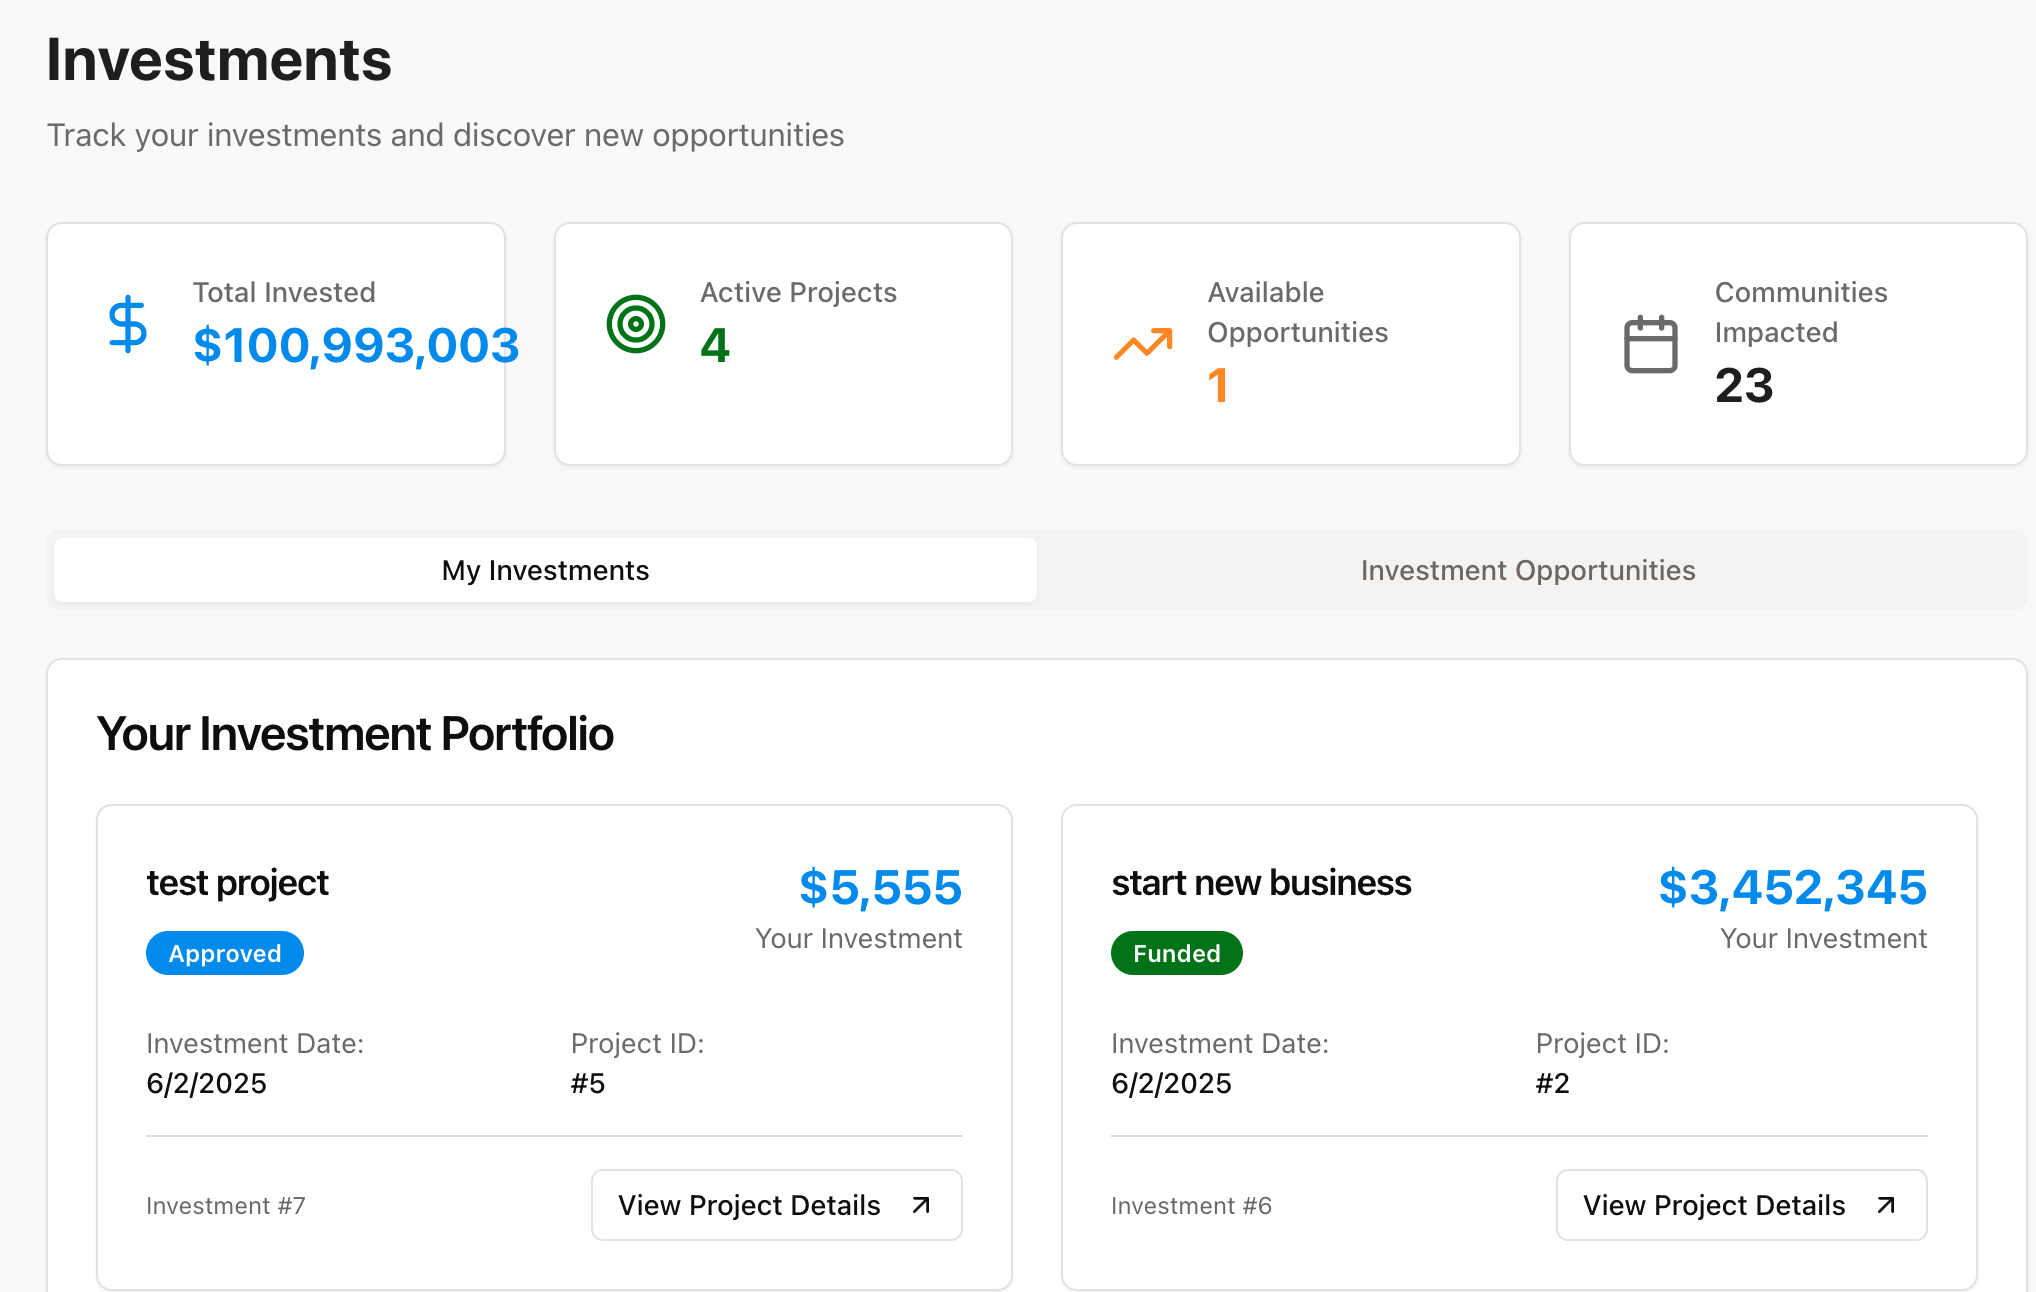 Investments
Track your investments and discover new opportunities
Total Invested
$100,993,003
Active Projects
4
Available
Opportunities
1
Communities
Impacted
23
My Investments
Investment Opportunities
Your Investment Portfolio
test project
$5,555
Approved
Your Investment
Investment Date:
Project ID:
6/2/2025
#5
Investment #7
View Project Details
start new business
$3,452,345
Funded
Your Investment
Investment Date:
Project ID:
6/2/2025
#2
Investment #6
View Project Details